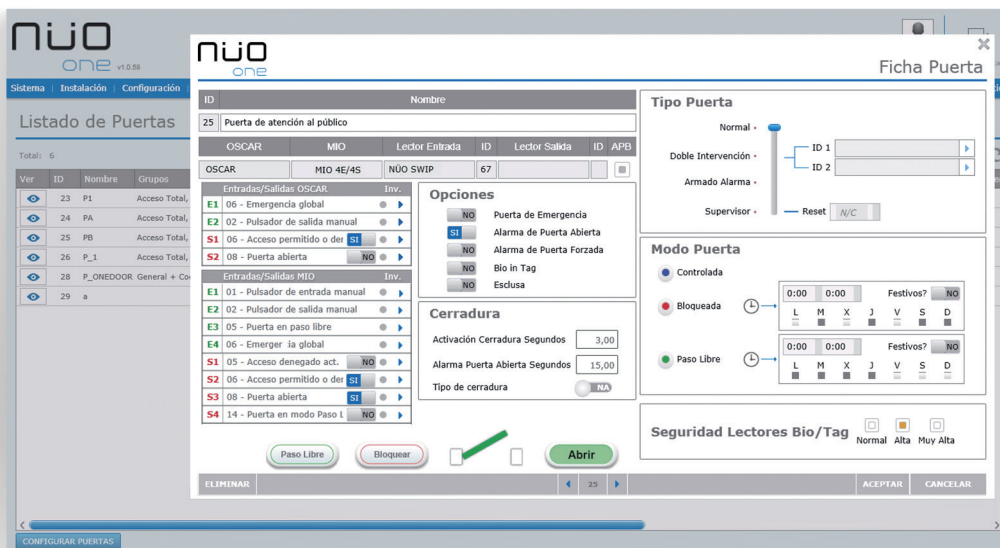 nüo
one v1.0.58
Sistema | Instalación | Configuración
Listado de Puertas
Total: 6
Ver ID Nombre Grupos
23 P1 Acceso Total,
24 PA Acceso Total,
25 PB Acceso Total,
26 P_1 Acceso Total,
28 P_ONEDOOR General + Co
29 a
CONFIGURAR PUERTAS
nüo
one
Ficha Puerta
ID Nombre
25 Puerta de atención al público
OSCAR MIO Lector Entrada ID Lector Salida ID APB
OSCAR MIO 4E/4S NÜO SWIP 67
Entradas/Salidas OSCAR Inv.
E1 06 - Emergencia global
E2 02 - Pulsador de salida manual
S1 06 - Acceso permitido o der SI
S2 08 - Puerta abierta NO
Entradas/Salidas MIO Inv.
E1 01 - Pulsador de entrada manual
E2 02 - Pulsador de salida manual
E3 05 - Puerta en paso libre
E4 06 - Emerger ia global
S1 05 - Acceso denegado act. NO
S2 06 - Acceso permitido o der SI
S3 08 - Puerta abierta SI
S4 14 - Puerta en modo Paso L NO
Opciones
NO Puerta de Emergencia
SI Alarma de Puerta Abierta
NO Alarma de Puerta Forzada
NO Bio in Tag
NO Esclusa
Cerradura
Activación Cerradura Segundos 3,00
Alarma Puerta Abierta Segundos 15,00
Tipo de cerradura NA
Tipo Puerta
Normal -
Doble Intervención - ID 1
ID 2
Armado Alarma -
Supervisor - Reset N/C
Modo Puerta
Controlada
Bloqueada 0:00 0:00 Festivos? NO
L M X J V S D
Paso Libre 0:00 0:00 Festivos? NO
L M X J V S D
Seguridad Lectores Bio/Tag
Normal Alta Muy Alta
Paso Libre Bloquear Abrir
ELIMINAR 25 ACEPTAR CANCELAR